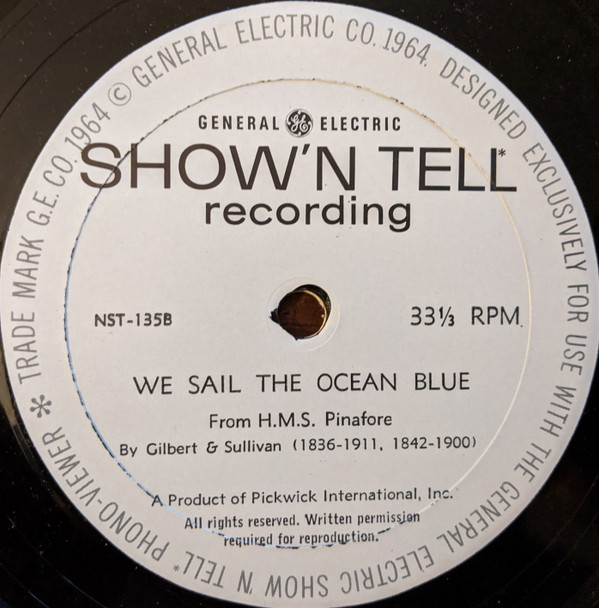 © GENERAL ELECTRIC CO. 1964. DESIGNED EXCLUSIVELY FOR USE WITH THE GENERAL ELECTRIC SHOW 'N TELL* PHONO-VIEWER * TRADE MARK G.E. CO. 1964
GENERAL GE ELECTRIC
SHOW'N TELL*
recording
NST-135B
33⅓ RPM.
WE SAIL THE OCEAN BLUE
From H.M.S. Pinafore
By Gilbert & Sullivan (1836-1911, 1842-1900)
A Product of Pickwick International, Inc.
All rights reserved. Written permission
required for reproduction.